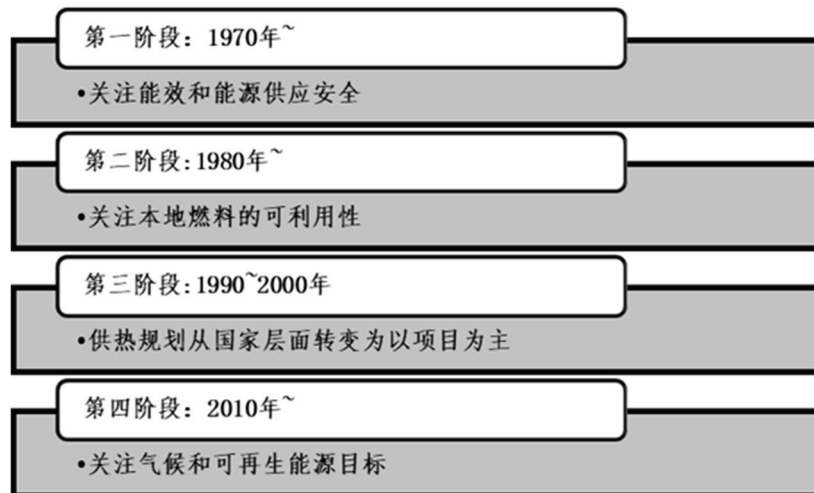 第一阶段：1970年~
•关注能效和能源供应安全
第二阶段:1980年~
•关注本地燃料的可利用性
第三阶段:1990~2000年
•供热规划从国家层面转变为以项目为主
第四阶段：2010年~
•关注气候和可再生能源目标